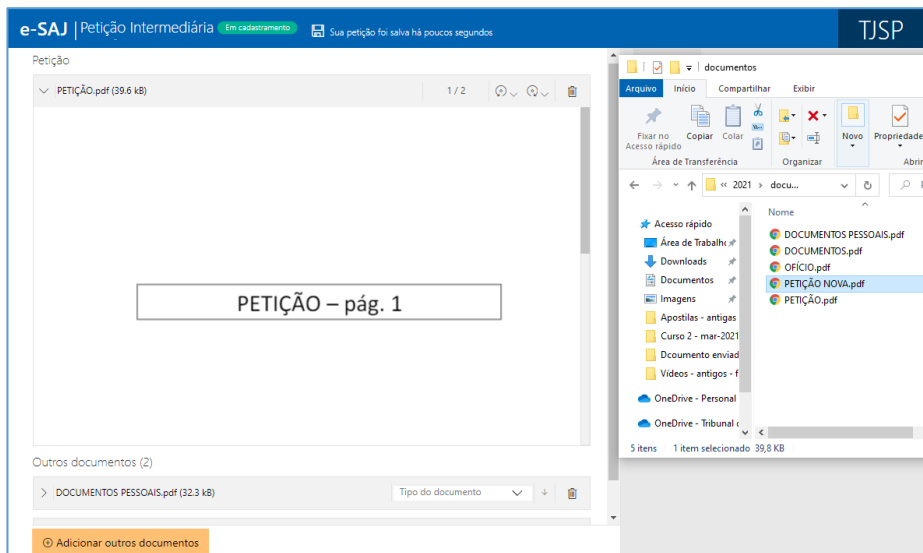 e-SAJ | Petição Intermediária Em cadastramento Sua petição foi salva há poucos segundos TJSP
Petição
PETIÇÃO.pdf (39.6 kB) 1 / 2
PETIÇÃO – pág. 1
Outros documentos (2)
DOCUMENTOS PESSOAIS.pdf (32.3 kB) Tipo do documento
Adicionar outros documentos
documentos
Arquivo Início Compartilhar Exibir
Fixar no Acesso rápido
Copiar
Colar
Novo
Propriedade
Área de Transferência Organizar Abrir
« 2021 › docu...
Nome
Acesso rápido
Área de Trabalho
Downloads
Documentos
Imagens
Apostilas - antigas
Curso 2 - mar-2021
Dcoumento enviad
Vídeos - antigos - f
OneDrive - Personal
OneDrive - Tribunal
DOCUMENTOS PESSOAIS.pdf
DOCUMENTOS.pdf
OFÍCIO.pdf
PETIÇÃO NOVA.pdf
PETIÇÃO.pdf
5 itens 1 item selecionado 39,8 KB